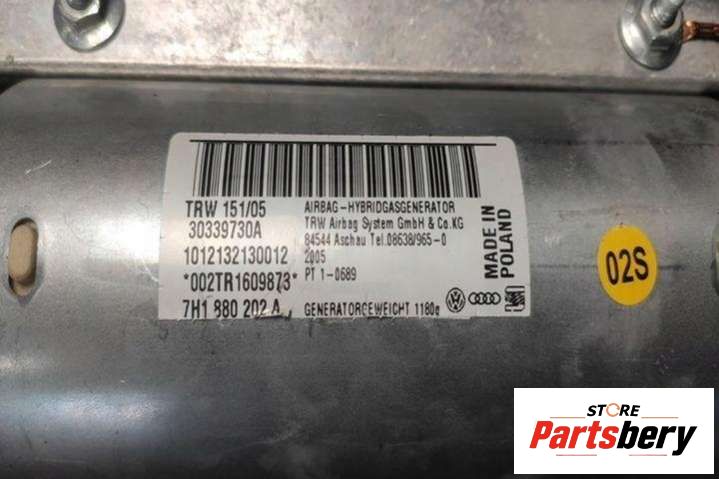 TRW 151/05
30339730A
1012132130012
*002TR1609873*
7H1 880 202 A
AIRBAG-HYBRIDGASGENERATOR
TRW Airbag System GmbH & Co.KG
84544 Aschau Tel.08638/965-0
2005
PT 1-0689
GENERATORGEWEICHT 1180g
MADE IN
POLAND
02S
STORE
Partsbery